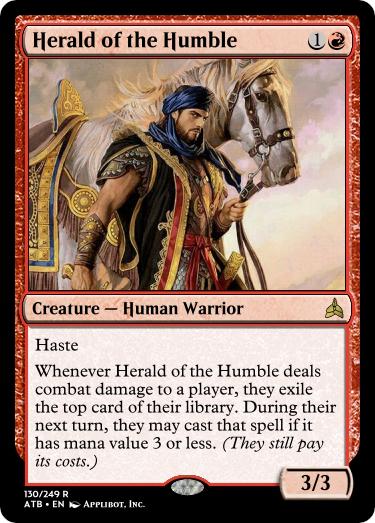 Herald of the Humble 1
Creature — Human Warrior
Haste
Whenever Herald of the Humble deals
combat damage to a player, they exile
the top card of their library. During their
next turn, they may cast that spell if it
has mana value 3 or less. (They still pay
its costs.)
3/3
130/249 R
ATB • EN Applibot, Inc.